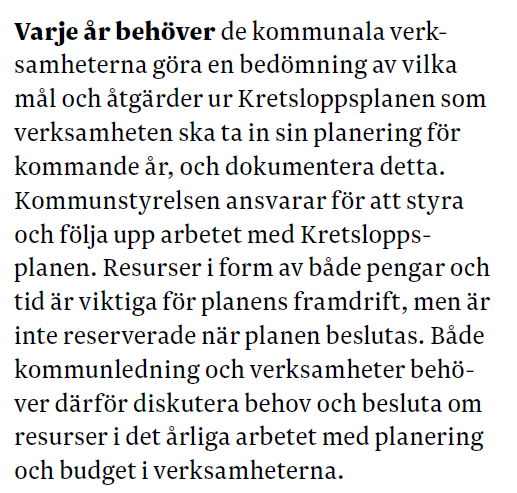 Varje år behöver de kommunala verk-
samheterna göra en bedömning av vilka
mål och åtgärder ur Kretsloppsplanen som
verksamheten ska ta in sin planering för
kommande år, och dokumentera detta.
Kommunstyrelsen ansvarar för att styra
och följa upp arbetet med Kretslopps-
planen. Resurser i form av både pengar och
tid är viktiga för planens framdrift, men är
inte reserverade när planen beslutas. Både
kommunledning och verksamheter behö-
ver därför diskutera behov och besluta om
resurser i det årliga arbetet med planering
och budget i verksamheterna.